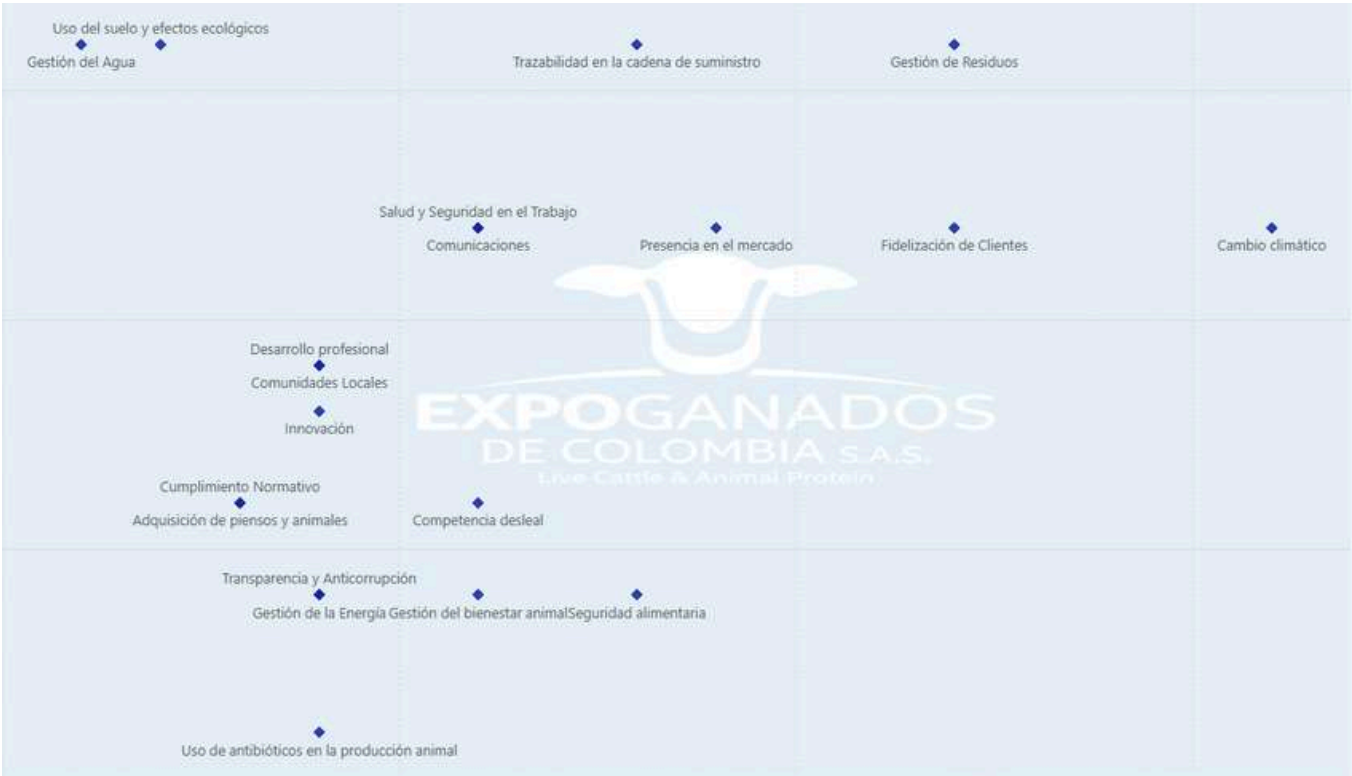 Uso del suelo y efectos ecológicos
Gestión del Agua
Trazabilidad en la cadena de suministro
Gestión de Residuos
Salud y Seguridad en el Trabajo
Comunicaciones
Presencia en el mercado
Fidelización de Clientes
Cambio climático
Desarrollo profesional
Comunidades Locales
Innovación
EXPOGANADOS
DE COLOMBIA S.A.S.
Live Cattle & Animal Protein
Cumplimiento Normativo
Adquisición de piensos y animales
Competencia desleal
Transparencia y Anticorrupción
Gestión de la Energía
Gestión del bienestar animal
Seguridad alimentaria
Uso de antibióticos en la producción animal